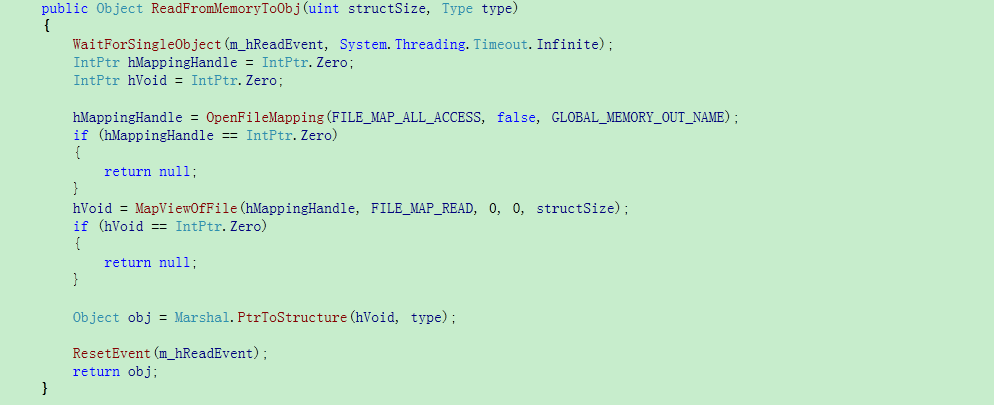 public Object ReadFromMemoryToObj(uint structSize, Type type)
{
WaitForSingleObject(m_hReadEvent, System.Threading.Timeout.Infinite);
IntPtr hMappingHandle = IntPtr.Zero;
IntPtr hVoid = IntPtr.Zero;
hMappingHandle = OpenFileMapping(FILE_MAP_ALL_ACCESS, false, GLOBAL_MEMORY_OUT_NAME);
if (hMappingHandle == IntPtr.Zero)
{
return null;
}
hVoid = MapViewOfFile(hMappingHandle, FILE_MAP_READ, 0, 0, structSize);
if (hVoid == IntPtr.Zero)
{
return null;
}
Object obj = Marshal.PtrToStructure(hVoid, type);
ResetEvent(m_hReadEvent);
return obj;
}